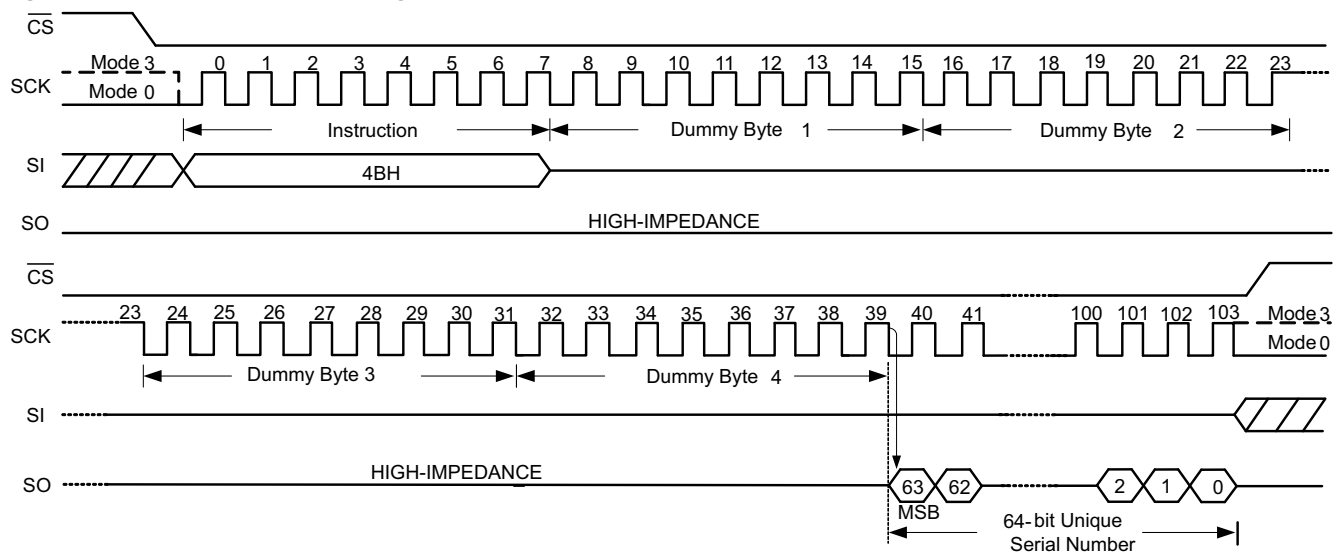 CS
Mode 3
0 1 2 3 4 5 6 7 8 9 10 11 12 13 14 15 16 17 18 19 20 21 22 23
SCK
Mode 0
Instruction Dummy Byte 1 Dummy Byte 2
SI
4BH
SO
HIGH-IMPEDANCE
CS
23 24 25 26 27 28 29 30 31 32 33 34 35 36 37 38 39 40 41 100 101 102 103 Mode 3
SCK
Mode 0
Dummy Byte 3 Dummy Byte 4
SI
HIGH-IMPEDANCE
SO
63 62 2 1 0
MSB
64-bit Unique
Serial Number